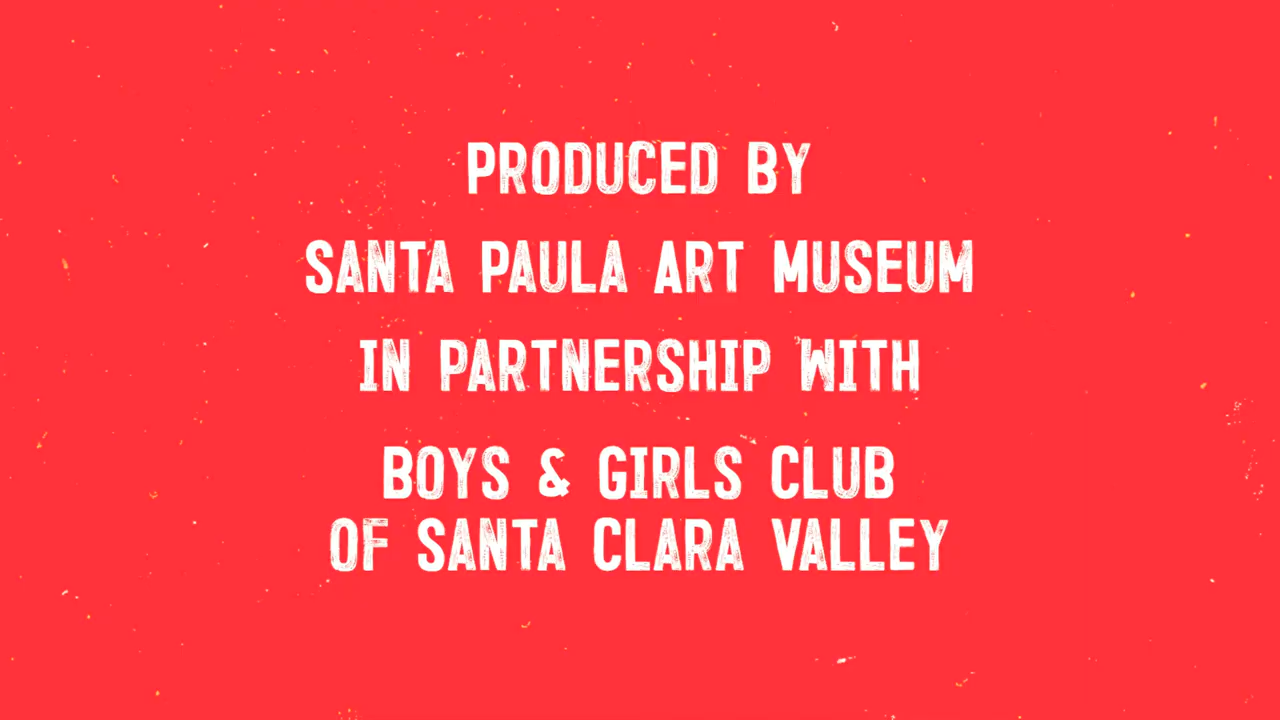 PRODUCED BY
SANTA PAULA ART MUSEUM
IN PARTNERSHIP WITH
BOYS & GIRLS CLUB
OF SANTA CLARA VALLEY